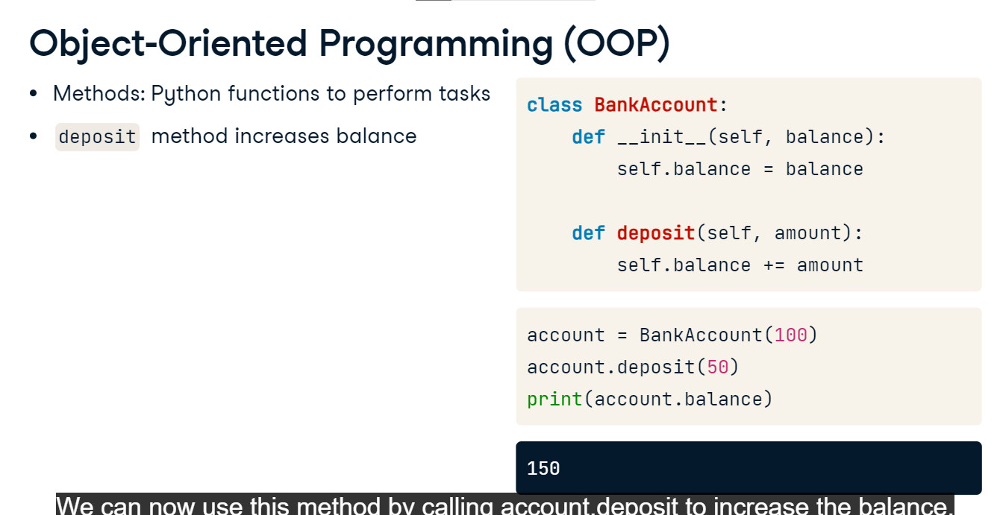 Object-Oriented Programming (OOP)
• Methods: Python functions to perform tasks
• deposit method increases balance
class BankAccount:
    def __init__(self, balance):
        self.balance = balance

    def deposit(self, amount):
        self.balance += amount
account = BankAccount(100)
account.deposit(50)
print(account.balance)
150
We can now use this method by calling account.deposit to increase the balance.